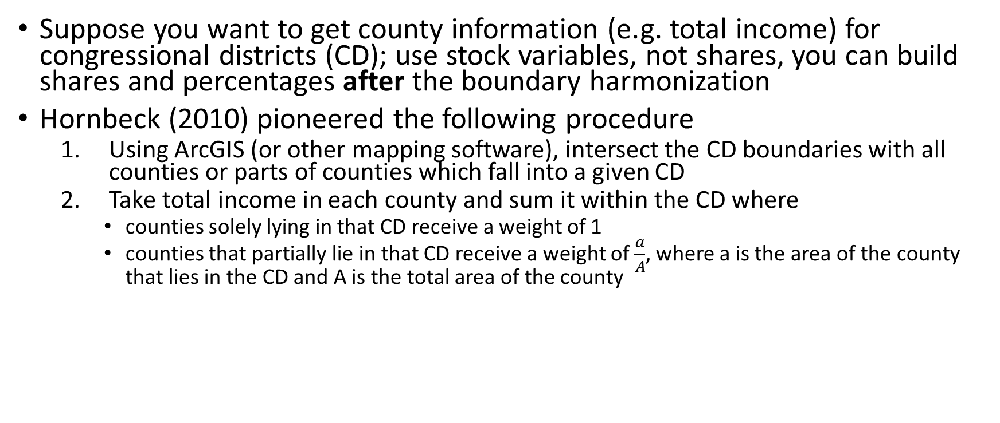 • Suppose you want to get county information (e.g. total income) for
congressional districts (CD); use stock variables, not shares, you can build
shares and percentages after the boundary harmonization
• Hornbeck (2010) pioneered the following procedure
1. Using ArcGIS (or other mapping software), intersect the CD boundaries with all
counties or parts of counties which fall into a given CD
2. Take total income in each county and sum it within the CD where
• counties solely lying in that CD receive a weight of 1
• counties that partially lie in that CD receive a weight of a/A, where a is the area of the county
that lies in the CD and A is the total area of the county